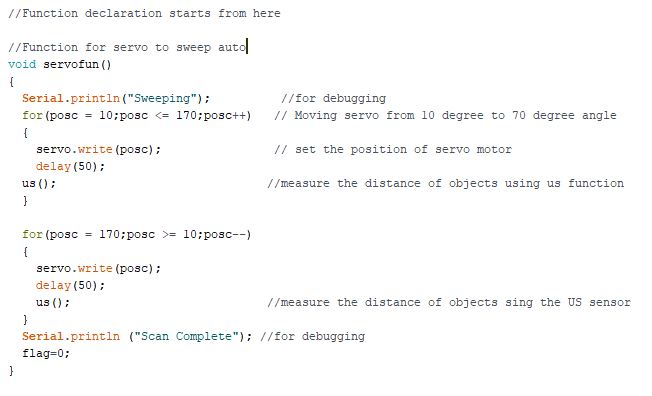 //Function declaration starts from here
//Function for servo to sweep auto
void servofun()
{
Serial.println("Sweeping"); //for debugging
for(posc = 10;posc <= 170;posc++) // Moving servo from 10 degree to 70 degree angle
{
servo.write(posc); // set the position of servo motor
delay(50);
us(); //measure the distance of objects using us function
}
for(posc = 170;posc >= 10;posc--)
{
servo.write(posc);
delay(50);
us(); //measure the distance of objects sing the US sensor
}
Serial.println ("Scan Complete"); //for debugging
flag=0;
}